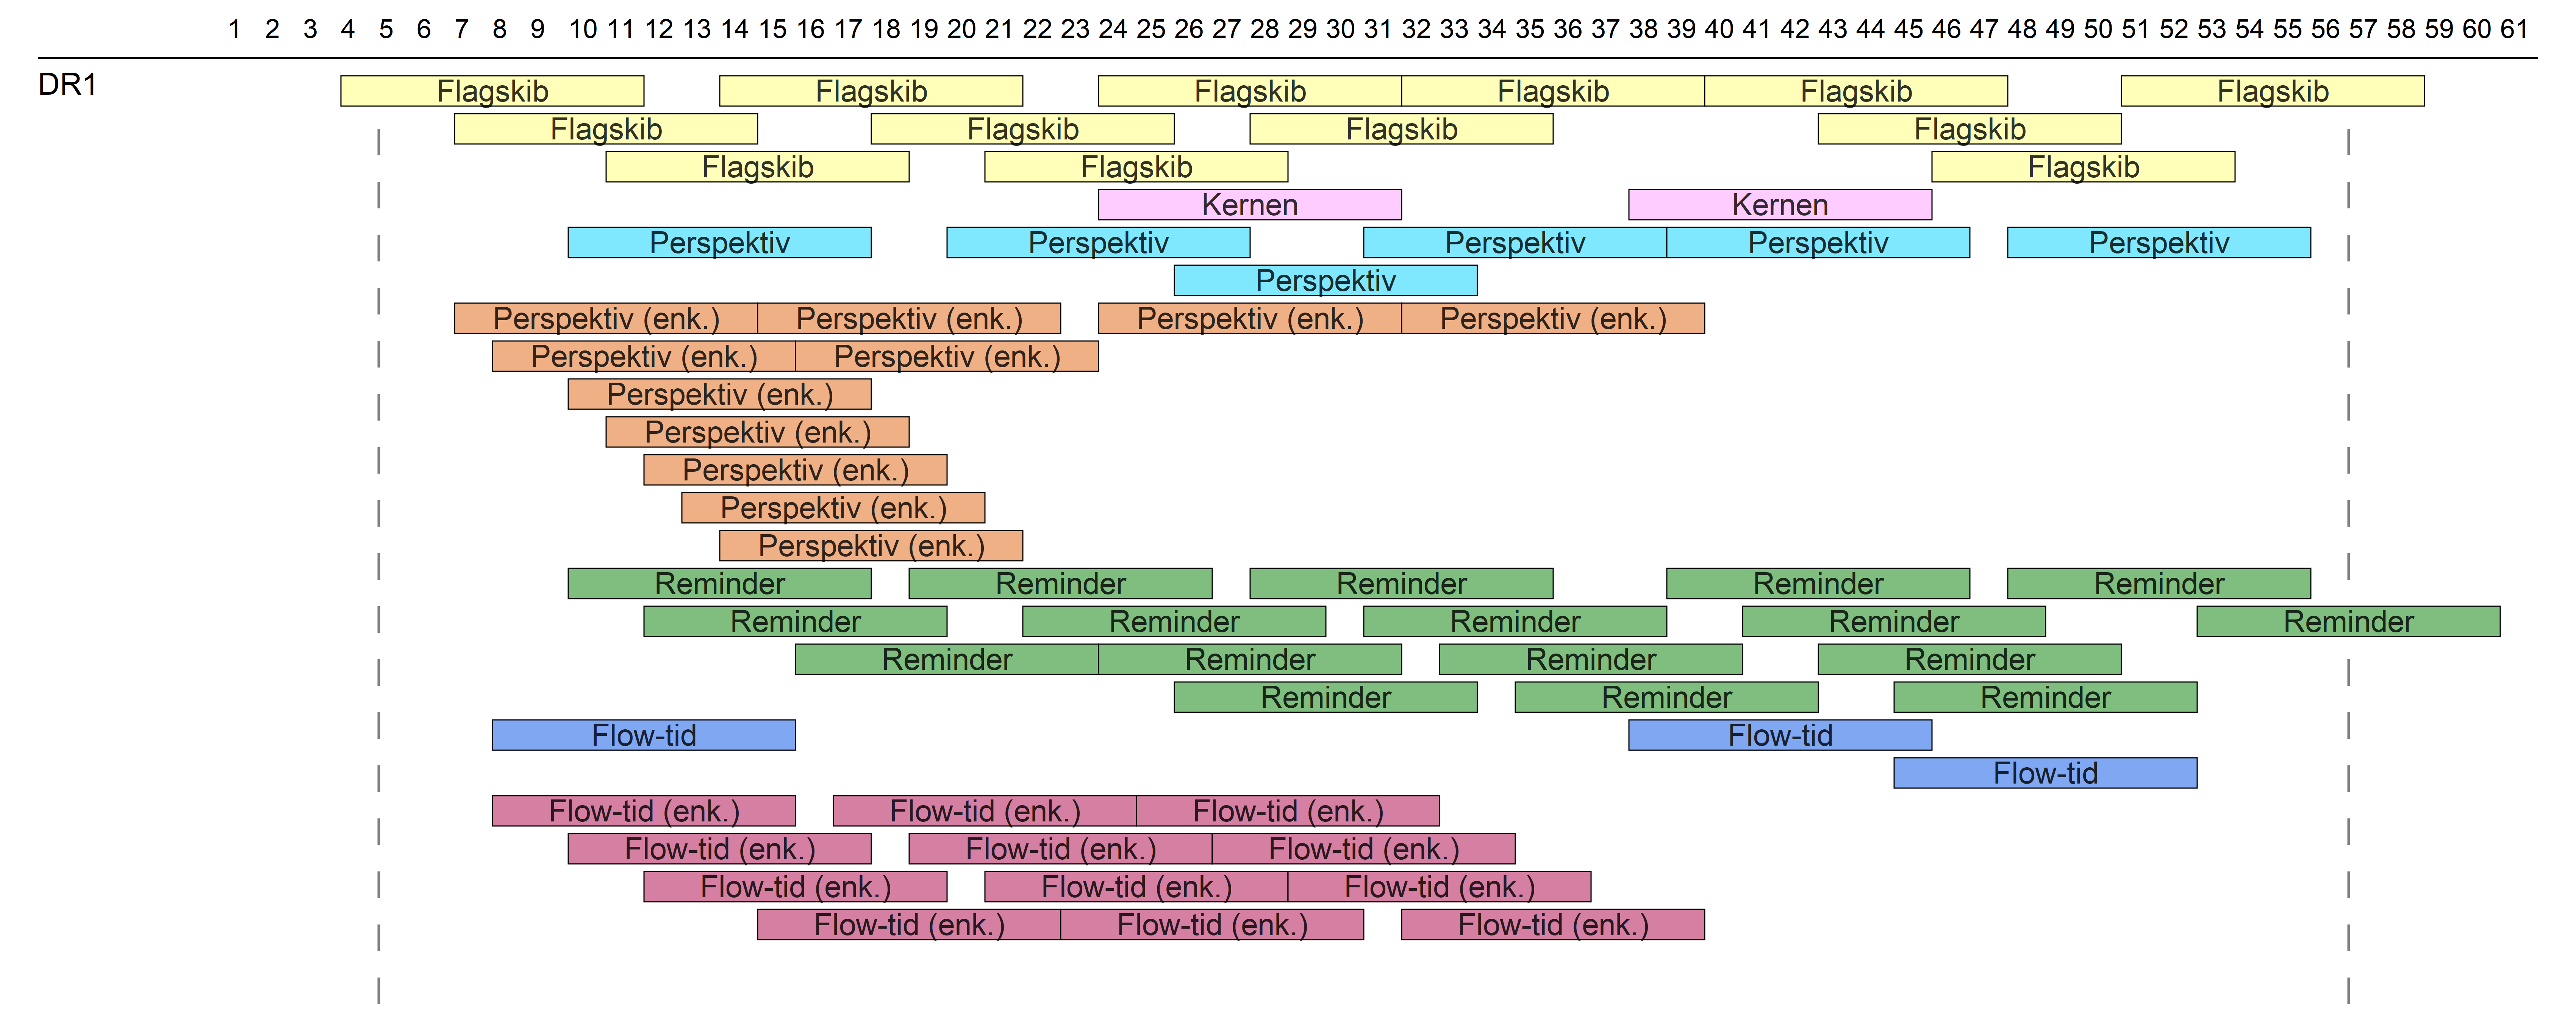 1 2 3 4 5 6 7 8 9 10 11 12 13 14 15 16 17 18 19 20 21 22 23 24 25 26 27 28 29 30 31 32 33 34 35 36 37 38 39 40 41 42 43 44 45 46 47 48 49 50 51 52 53 54 55 56 57 58 59 60 61
DR1 Flagskib Flagskib Flagskib Flagskib Flagskib Flagskib
Flagskib Flagskib Flagskib Flagskib
Flagskib Flagskib Flagskib
Kernen Kernen
Perspektiv Perspektiv Perspektiv Perspektiv Perspektiv
Perspektiv
Perspektiv (enk.) Perspektiv (enk.) Perspektiv (enk.) Perspektiv (enk.)
Perspektiv (enk.) Perspektiv (enk.)
Perspektiv (enk.)
Perspektiv (enk.)
Perspektiv (enk.)
Perspektiv (enk.)
Perspektiv (enk.)
Reminder Reminder Reminder Reminder Reminder
Reminder Reminder Reminder Reminder Reminder
Reminder Reminder Reminder Reminder
Reminder Reminder Reminder
Flow-tid Flow-tid
Flow-tid
Flow-tid (enk.) Flow-tid (enk.) Flow-tid (enk.)
Flow-tid (enk.) Flow-tid (enk.) Flow-tid (enk.)
Flow-tid (enk.) Flow-tid (enk.) Flow-tid (enk.)
Flow-tid (enk.) Flow-tid (enk.) Flow-tid (enk.)